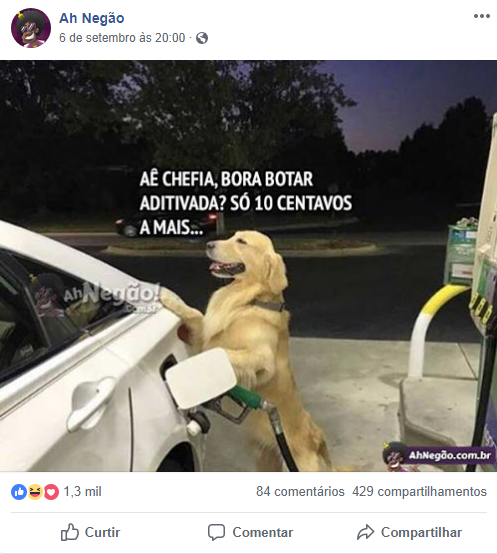 Ah Negão
6 de setembro às 20:00 ·
AÊ CHEFIA, BORA BOTAR
ADITIVADA? SÓ 10 CENTAVOS
A MAIS...
AhNegão!
.com.br
AhNegão.com.br
1,3 mil
84 comentários 429 compartilhamentos
Curtir Comentar Compartilhar